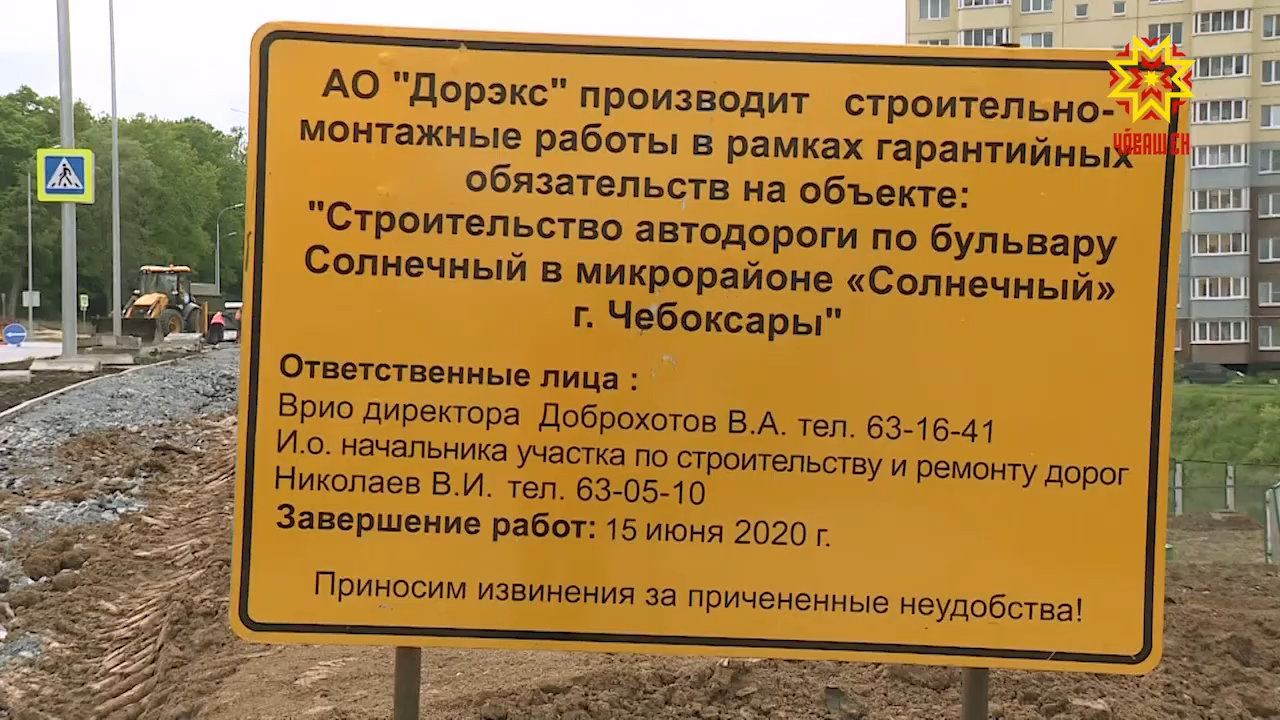 АО "Дорэкс" производит строительно-
монтажные работы в рамках гарантийных
обязательств на объекте:
"Строительство автодороги по бульвару
Солнечный в микрорайоне «Солнечный»
г. Чебоксары"
Ответственные лица :
Врио директора Доброхотов В.А. тел. 63-16-41
И.о. начальника участка по строительству и ремонту дорог
Николаев В.И. тел. 63-05-10
Завершение работ: 15 июня 2020 г.
Приносим извинения за причененные неудобства!
ЧӐВАШ ЕН